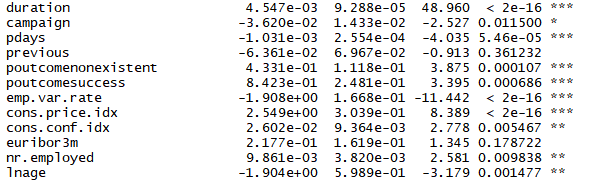 duration 4.547e-03 9.288e-05 48.960 < 2e-16 ***
campaign -3.620e-02 1.433e-02 -2.527 0.011500 *
pdays -1.031e-03 2.554e-04 -4.035 5.46e-05 ***
previous -6.361e-02 6.967e-02 -0.913 0.361232
poutcomenonexistent 4.331e-01 1.118e-01 3.875 0.000107 ***
poutcomesuccess 8.423e-01 2.481e-01 3.395 0.000686 ***
emp.var.rate -1.908e+00 1.668e-01 -11.442 < 2e-16 ***
cons.price.idx 2.549e+00 3.039e-01 8.389 < 2e-16 ***
cons.conf.idx 2.602e-02 9.364e-03 2.778 0.005467 **
euribor3m 2.177e-01 1.619e-01 1.345 0.178722
nr.employed 9.861e-03 3.820e-03 2.581 0.009838 **
lnage -1.904e+00 5.989e-01 -3.179 0.001477 **